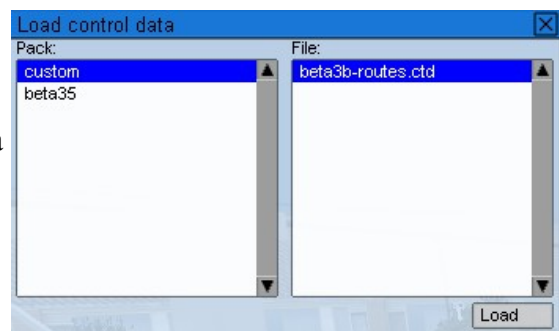 Load control data
Pack:
File:
custom
beta35
beta3b-routes.ctd
Load